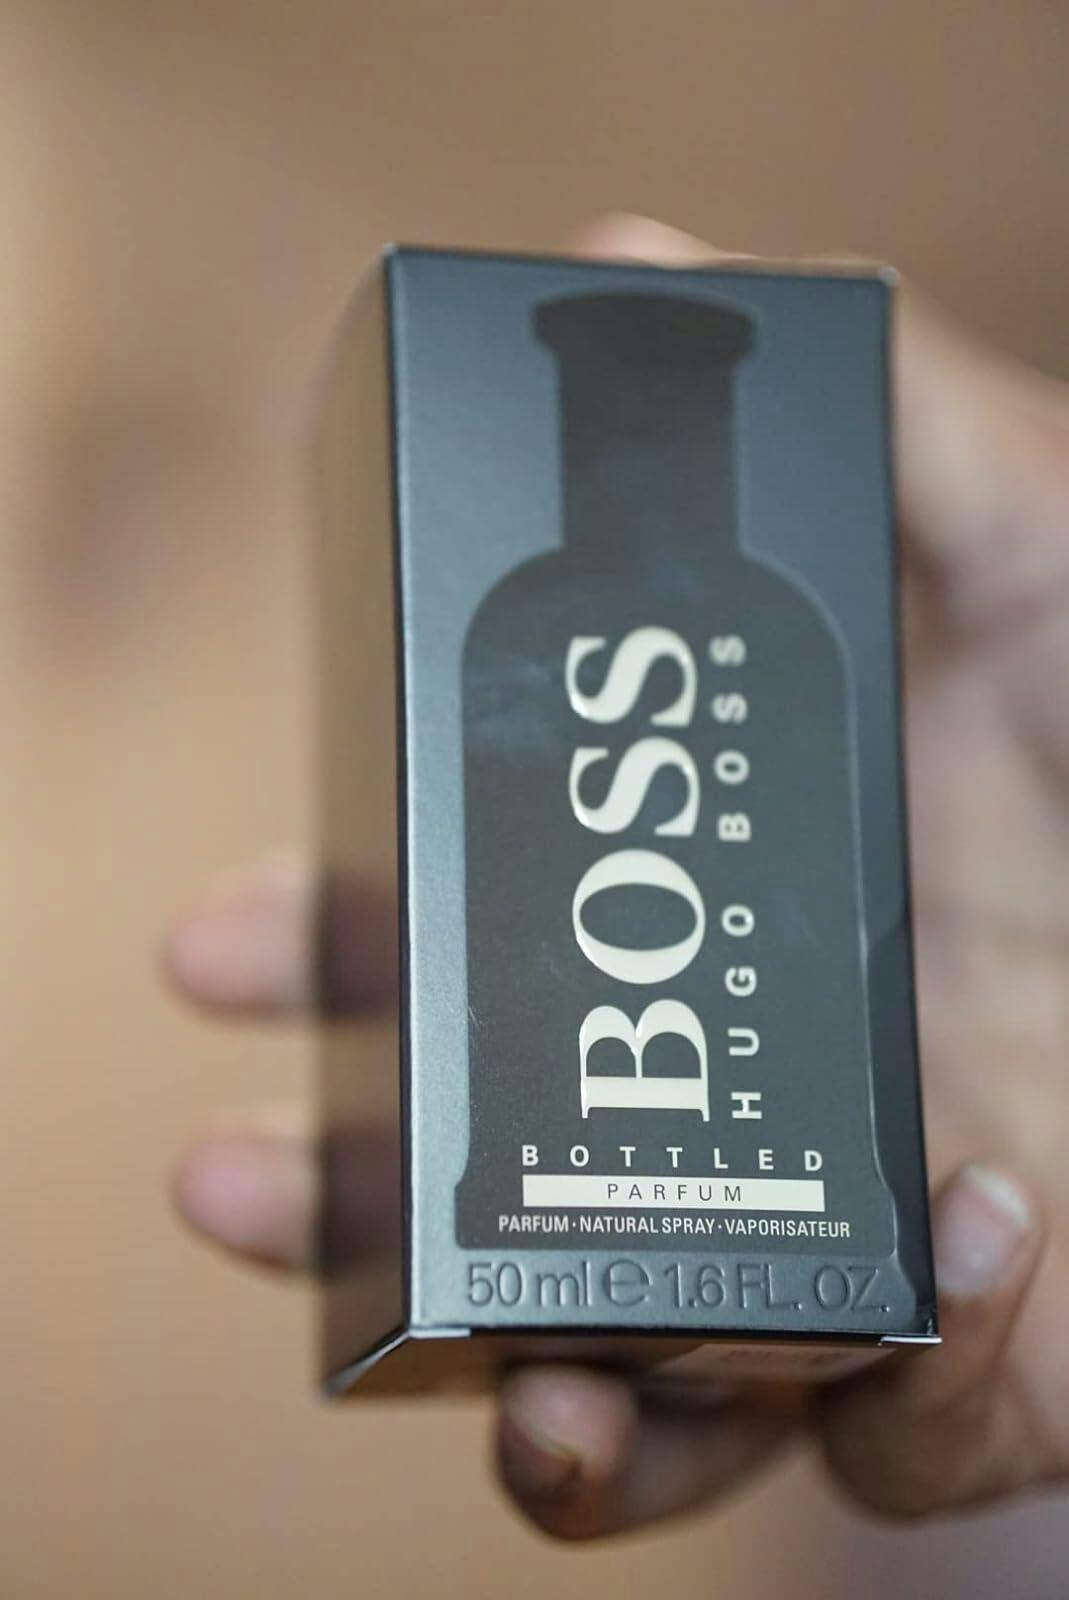 BOSS
HUGO BOSS
BOTTLED
PARFUM
PARFUM·NATURAL SPRAY·VAPORISATEUR
50 ml ℮ 1.6 FL. OZ.